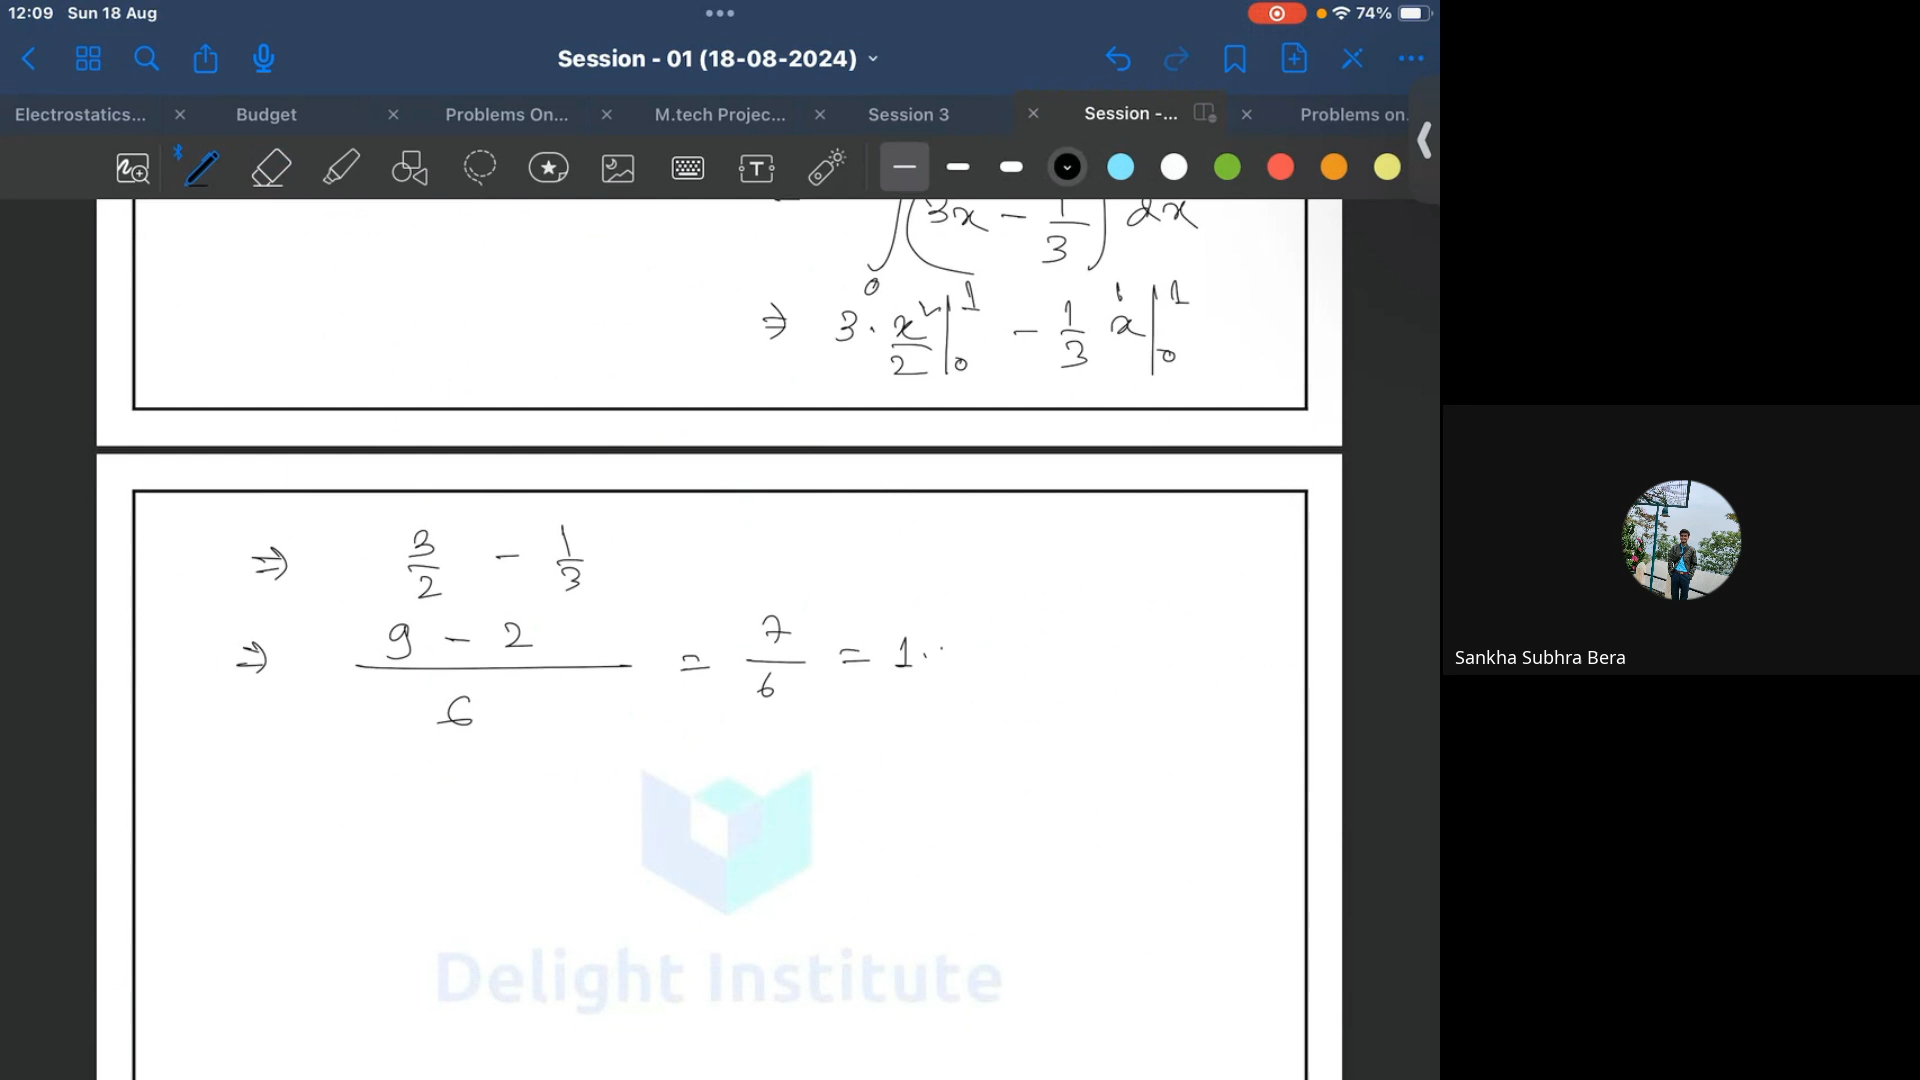 12:09 Sun 18 Aug
74%
Session - 01 (18-08-2024)
Electrostatics...
Budget
Problems On...
M.tech Projec...
Session 3
Session -...
Problems on.
∫₀ (3x - 1/3) dx
⇒ 3 · x²/2 |₀¹ - 1/3 x |₀¹
⇒ 3/2 - 1/3
⇒ (9 - 2)/6 = 7/6 = 1..
Delight Institute
Sankha Subhra Bera